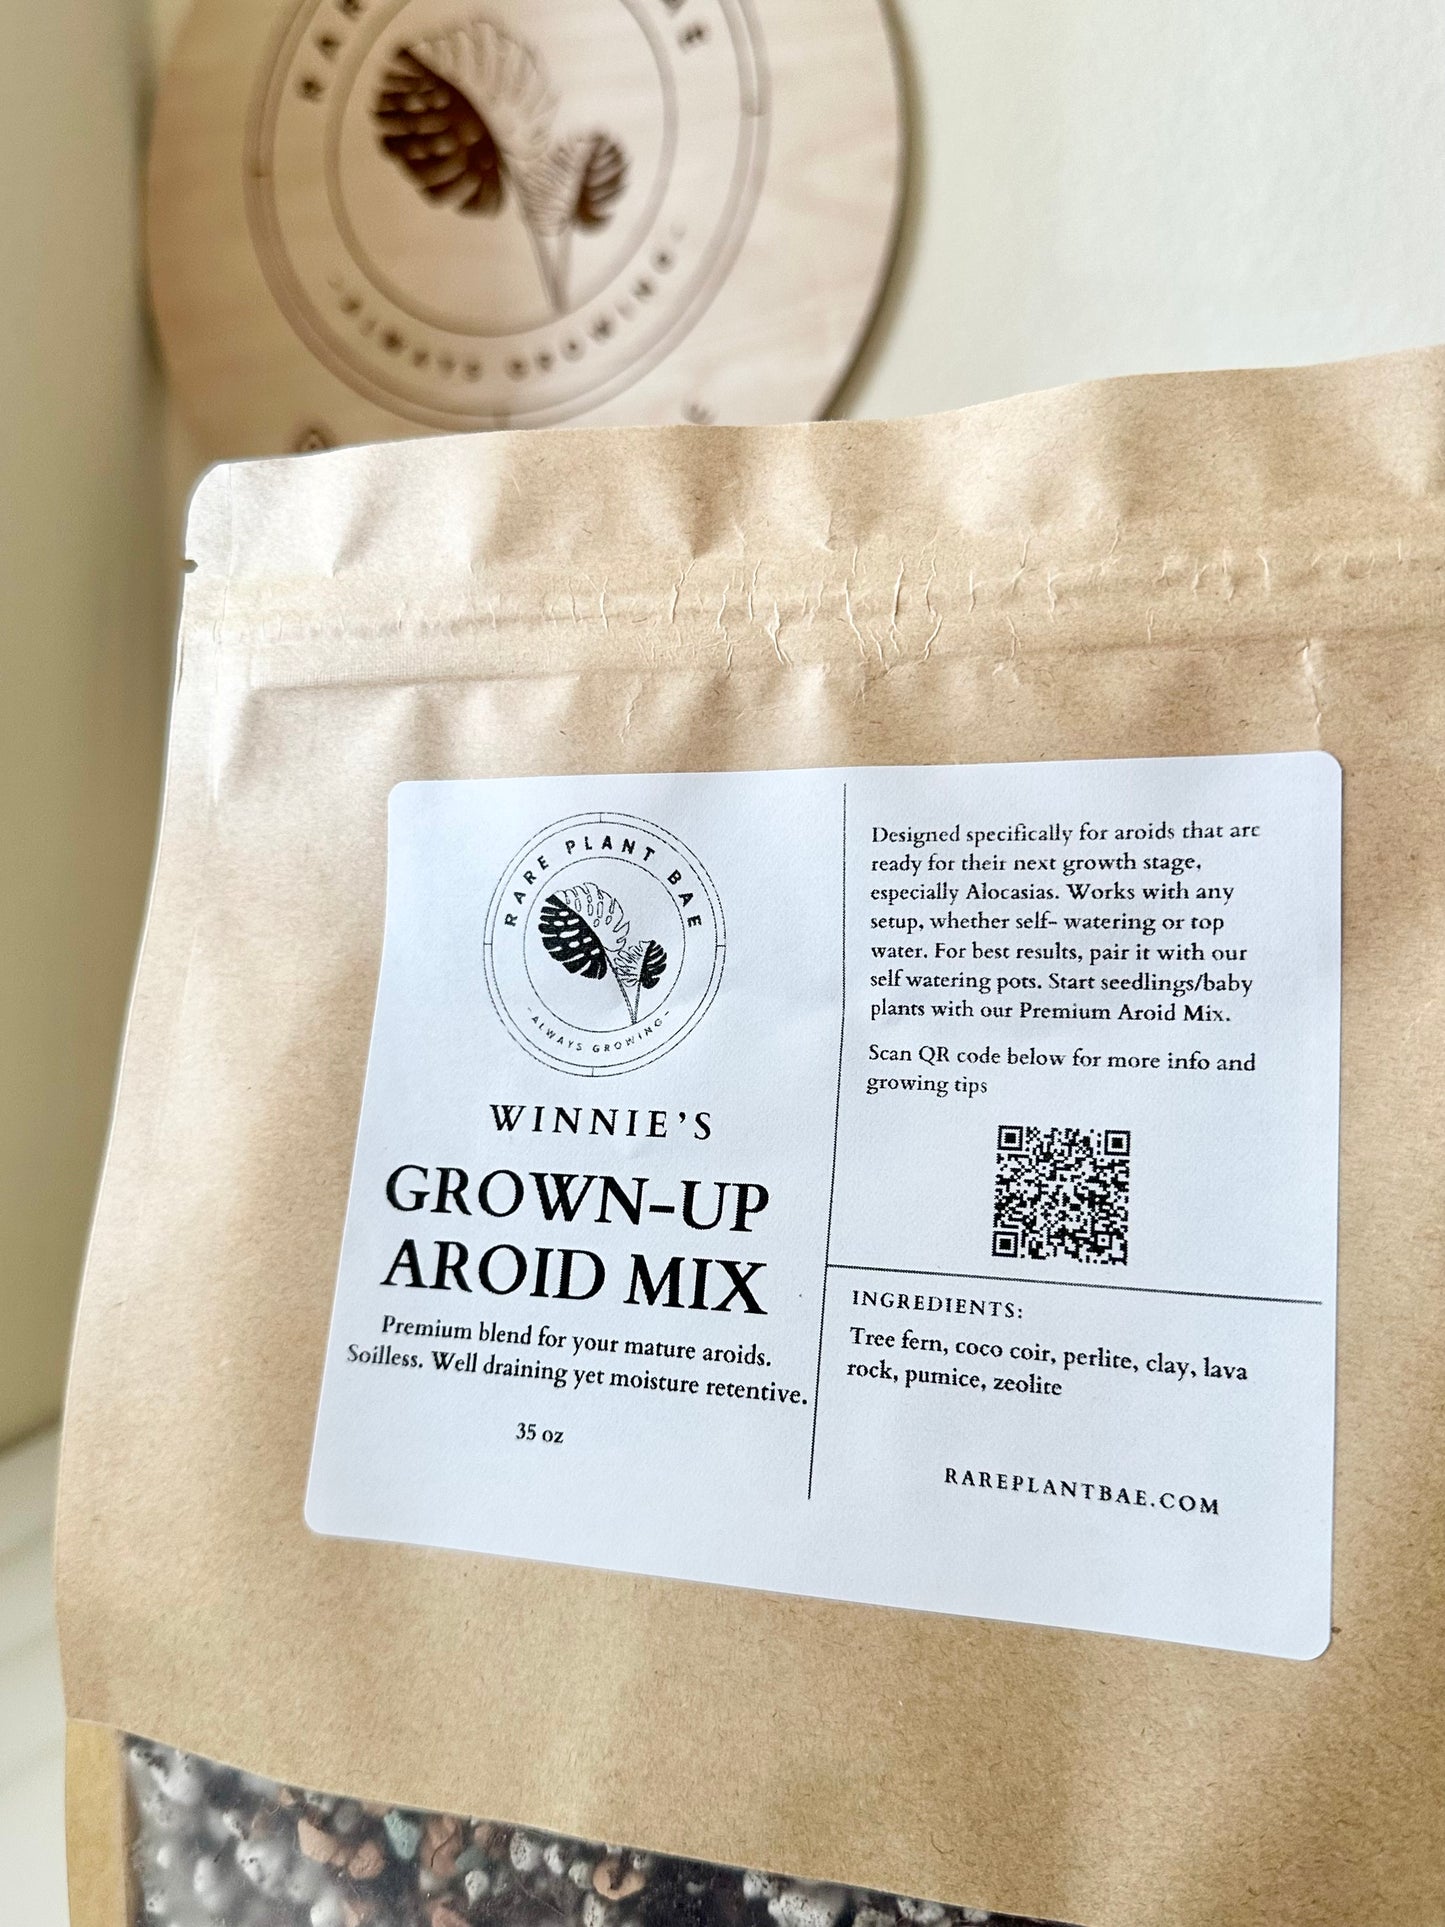 RARE PLANT BAE
-ALWAYS GROWING-
WINNIE'S
GROWN-UP
AROID MIX
Premium blend for your mature aroids.
Soilless. Well draining yet moisture retentive.
35 oz
Designed specifically for aroids that are
ready for their next growth stage,
especially Alocasias. Works with any
setup, whether self- watering or top
water. For best results, pair it with our
self watering pots. Start seedlings/baby
plants with our Premium Aroid Mix.
Scan QR code below for more info and
growing tips
INGREDIENTS:
Tree fern, coco coir, perlite, clay, lava
rock, pumice, zeolite
RAREPLANTBAE.COM